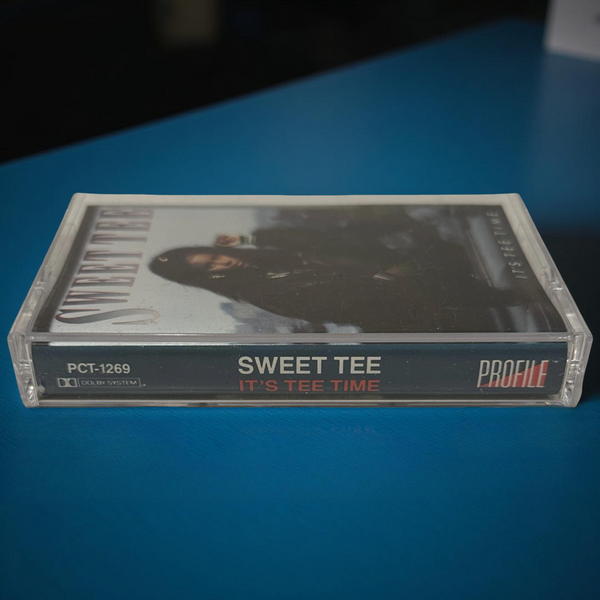 SWEET TEE
IT'S TEE TIME
PCT-1269
DOLBY SYSTEM
SWEET TEE
IT'S TEE TIME
PROFILE